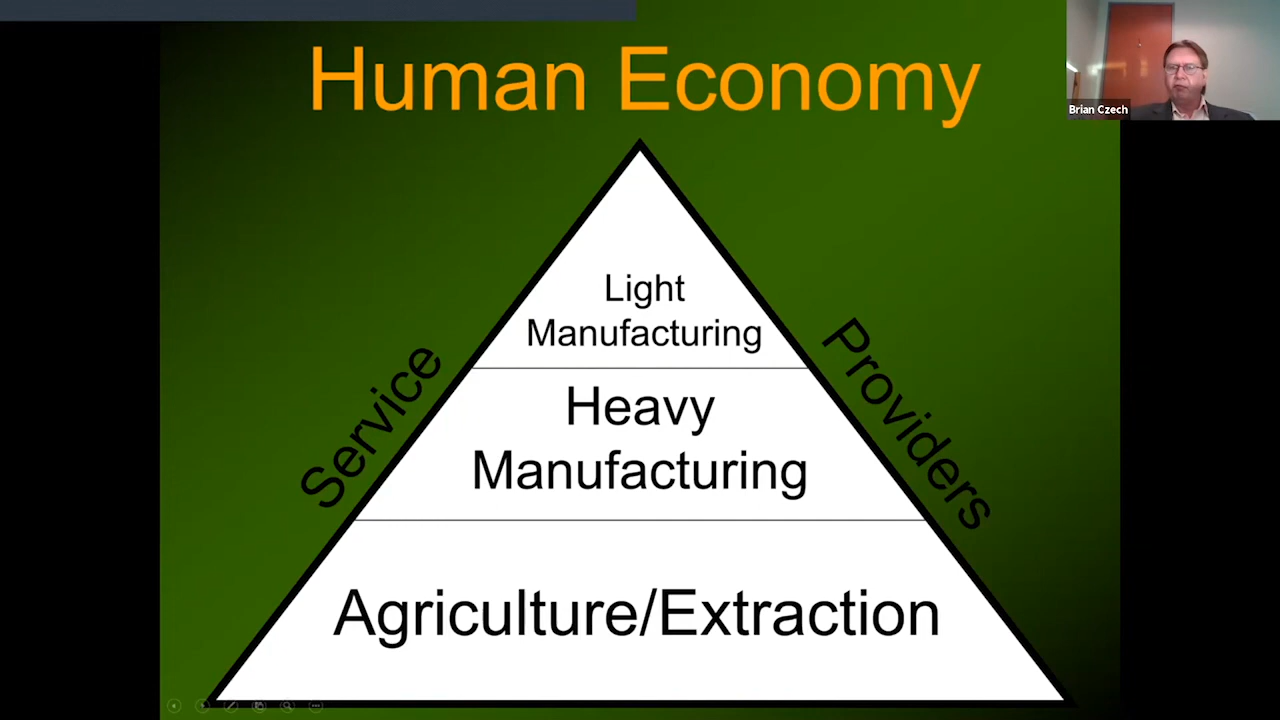 Human Economy
Brian Czech
Light
Manufacturing
Service
Providers
Heavy
Manufacturing
Agriculture/Extraction